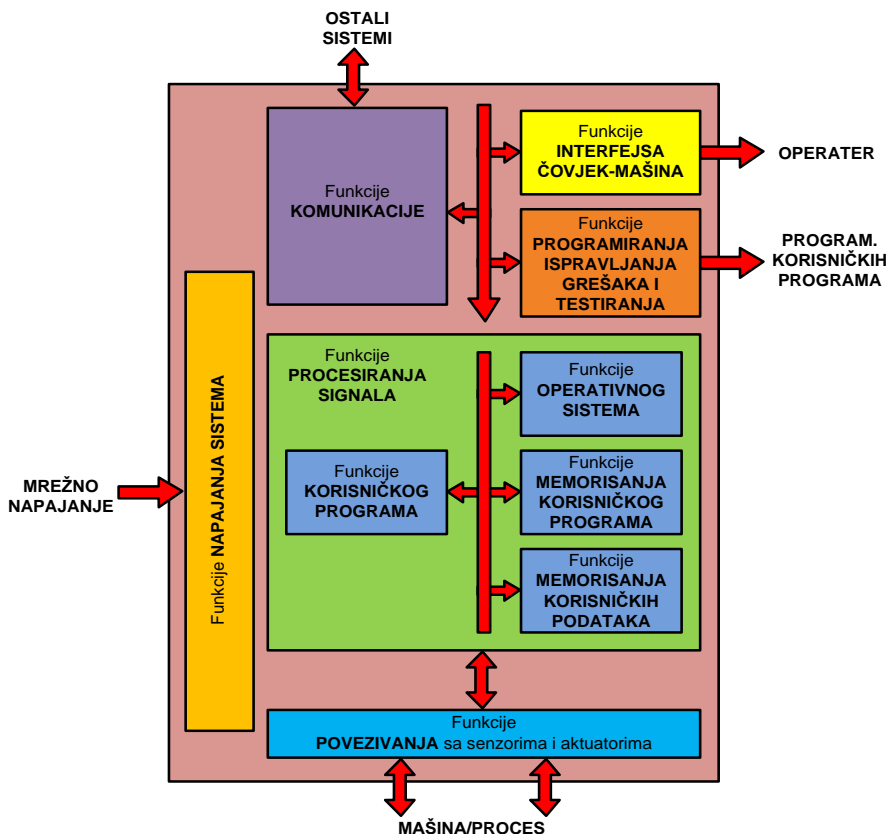 OSTALI
SISTEMI
Funkcije
KOMUNIKACIJE
Funkcije
INTERFEJSA
ČOVJEK-MAŠINA
OPERATER
Funkcije
PROGRAMIRANJA
ISPRAVLJANJA
GREŠAKA I
TESTIRANJA
PROGRAM.
KORISNIČKIH
PROGRAMA
MREŽNO
NAPAJANJE
Funkcije NAPAJANJA SISTEMA
Funkcije
PROCESIRANJA
SIGNALA
Funkcije
OPERATIVNOG
SISTEMA
Funkcije
KORISNIČKOG
PROGRAMA
Funkcije
MEMORISANJA
KORISNIČKOG
PROGRAMA
Funkcije
MEMORISANJA
KORISNIČKIH
PODATAKA
Funkcije
POVEZIVANJA sa senzorima i aktuatorima
MAŠINA/PROCES